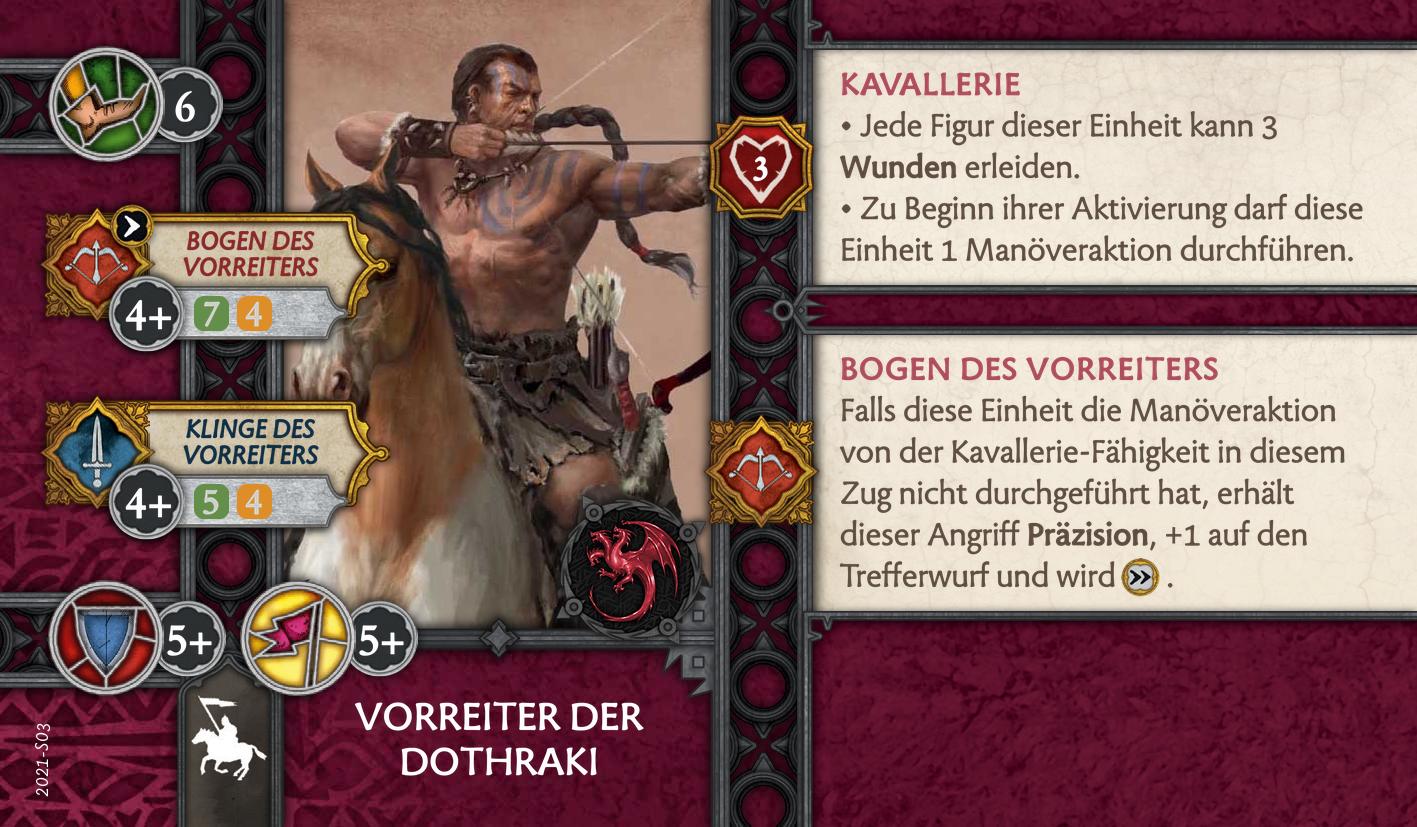 6
BOGEN DES
VORREITERS
4+ 7 4
KLINGE DES
VORREITERS
4+ 5 4
5+ 5+
VORREITER DER
DOTHRAKI
2021-S03
3
KAVALLERIE
• Jede Figur dieser Einheit kann 3
Wunden erleiden.
• Zu Beginn ihrer Aktivierung darf diese
Einheit 1 Manöveraktion durchführen.
BOGEN DES VORREITERS
Falls diese Einheit die Manöveraktion
von der Kavallerie-Fähigkeit in diesem
Zug nicht durchgeführt hat, erhält
dieser Angriff Präzision, +1 auf den
Trefferwurf und wird .